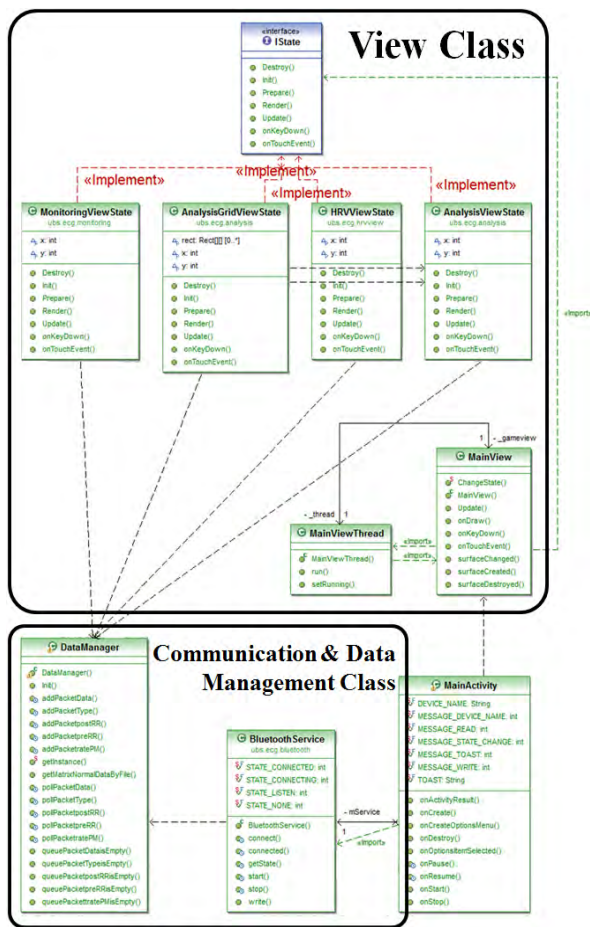 «interface»
IState
Destroy()
Init()
Prepare()
Render()
Update()
onKeyDown()
onTouchEvent()
View Class
«Implement»
«Implement»
«Implement»
«Implement»
MonitoringViewState
ubs.ecg.monitoring
x: int
y: int
Destroy()
Init()
Prepare()
Render()
Update()
onKeyDown()
onTouchEvent()
AnalysisGridViewState
ubs.ecg.analysis
rect: Rect[][] [0..*]
x: int
y: int
Destroy()
Init()
Prepare()
Render()
Update()
onKeyDown()
onTouchEvent()
HRVViewState
ubs.ecg.hrvview
x: int
y: int
Destroy()
Init()
Prepare()
Render()
Update()
onKeyDown()
onTouchEvent()
AnalysisViewState
ubs.ecg.analysis
x: int
y: int
Destroy()
Init()
Prepare()
Render()
Update()
onKeyDown()
onTouchEvent()
«Import»
1
- _gameview
MainView
ChangeState()
MainView()
Update()
onDraw()
onKeyDown()
onTouchEvent()
surfaceChanged()
surfaceCreated()
surfaceDestroyed()
- _thread
1
MainViewThread
MainViewThread()
run()
setRunning()
«Import»
«Import»
DataManager
DataManager()
Init()
addPacketData()
addPacketType()
addPacketpostRR()
addPacketpreRR()
addPacketratePM()
getInstance()
getMatrixNormalDataByFile()
pollPacketData()
pollPacketType()
pollPacketpostRR()
pollPacketpreRR()
pollPacketratePM()
queuePacketDataisEmpty()
queuePacketTypeisEmpty()
queuePacketpostRRisEmpty()
queuePacketpreRRisEmpty()
queuePackettratePMisEmpty()
Communication & Data
Management Class
BluetoothService
ubs.ecg.bluetooth
STATE_CONNECTED: int
STATE_CONNECTING: int
STATE_LISTEN: int
STATE_NONE: int
BluetoothService()
connect()
connected()
getState()
start()
stop()
write()
- mService
1
«Import»
MainActivity
DEVICE_NAME: String
MESSAGE_DEVICE_NAME: int
MESSAGE_READ: int
MESSAGE_STATE_CHANGE: int
MESSAGE_TOAST: int
MESSAGE_WRITE: int
TOAST: String
onActivityResult()
onCreate()
onCreateOptionsMenu()
onDestroy()
onOptionsItemSelected()
onPause()
onResume()
onStart()
onStop()